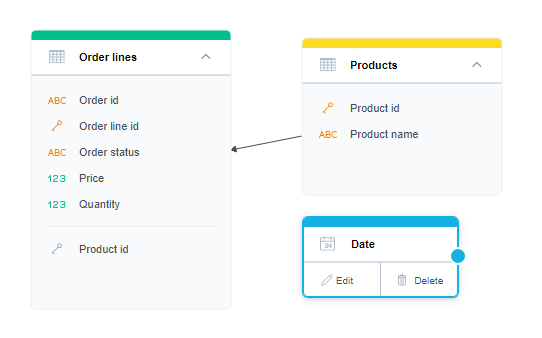 Order lines
ABC Order id
Order line id
ABC Order status
123 Price
123 Quantity
Product id
Products
Product id
ABC Product name
Date
Edit
Delete